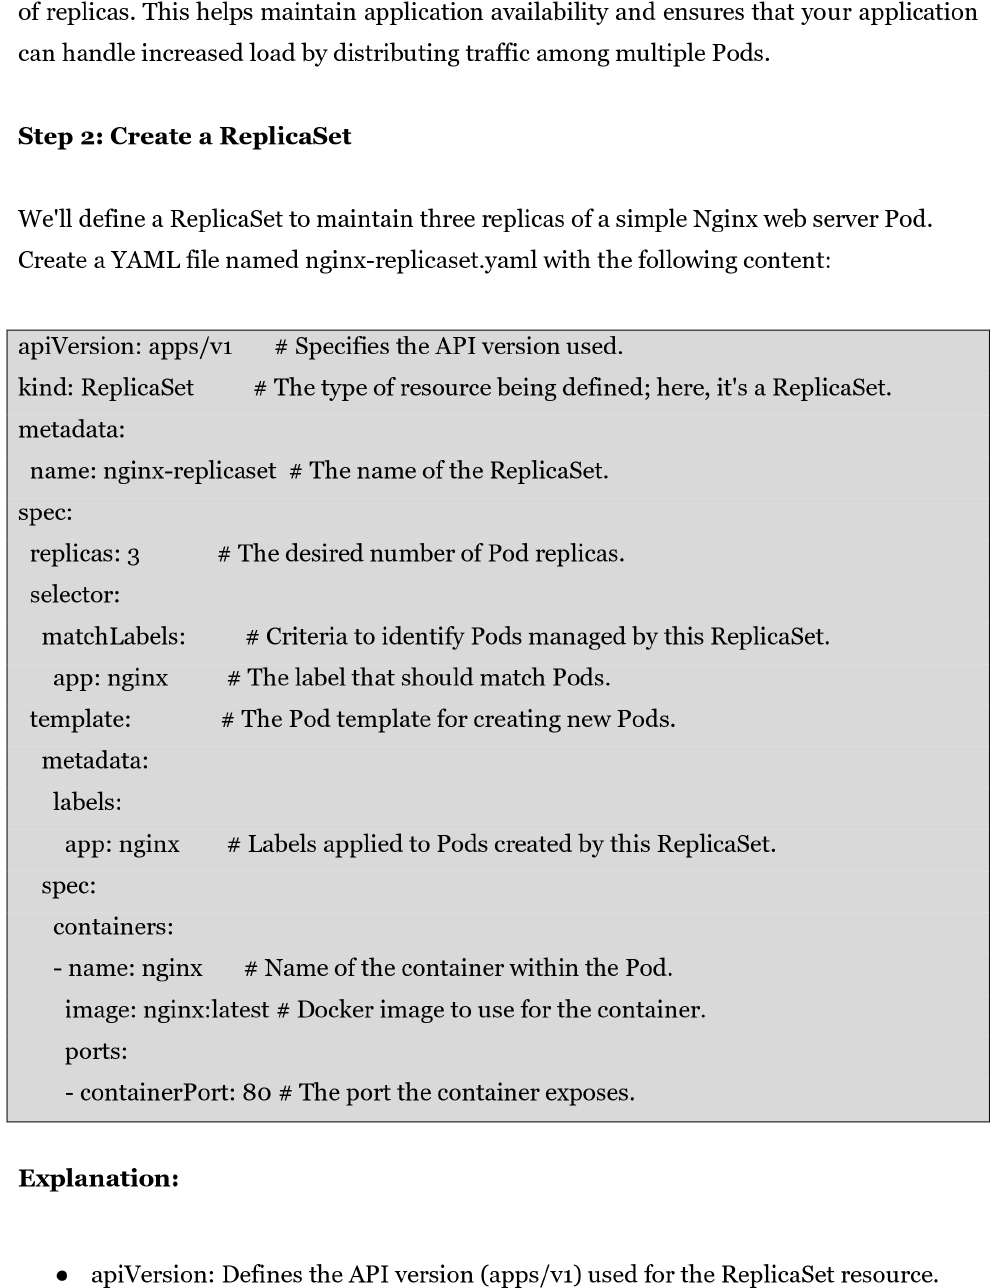 of replicas. This helps maintain application availability and ensures that your application
can handle increased load by distributing traffic among multiple Pods.
Step 2: Create a ReplicaSet
We'll define a ReplicaSet to maintain three replicas of a simple Nginx web server Pod.
Create a YAML file named nginx-replicaset.yaml with the following content:
apiVersion: apps/v1       # Specifies the API version used.
kind: ReplicaSet          # The type of resource being defined; here, it's a ReplicaSet.
metadata:
  name: nginx-replicaset  # The name of the ReplicaSet.
spec:
  replicas: 3             # The desired number of Pod replicas.
  selector:
    matchLabels:          # Criteria to identify Pods managed by this ReplicaSet.
      app: nginx          # The label that should match Pods.
  template:               # The Pod template for creating new Pods.
    metadata:
      labels:
        app: nginx        # Labels applied to Pods created by this ReplicaSet.
    spec:
      containers:
      - name: nginx       # Name of the container within the Pod.
        image: nginx:latest # Docker image to use for the container.
        ports:
        - containerPort: 80 # The port the container exposes.
Explanation:
● apiVersion: Defines the API version (apps/v1) used for the ReplicaSet resource.